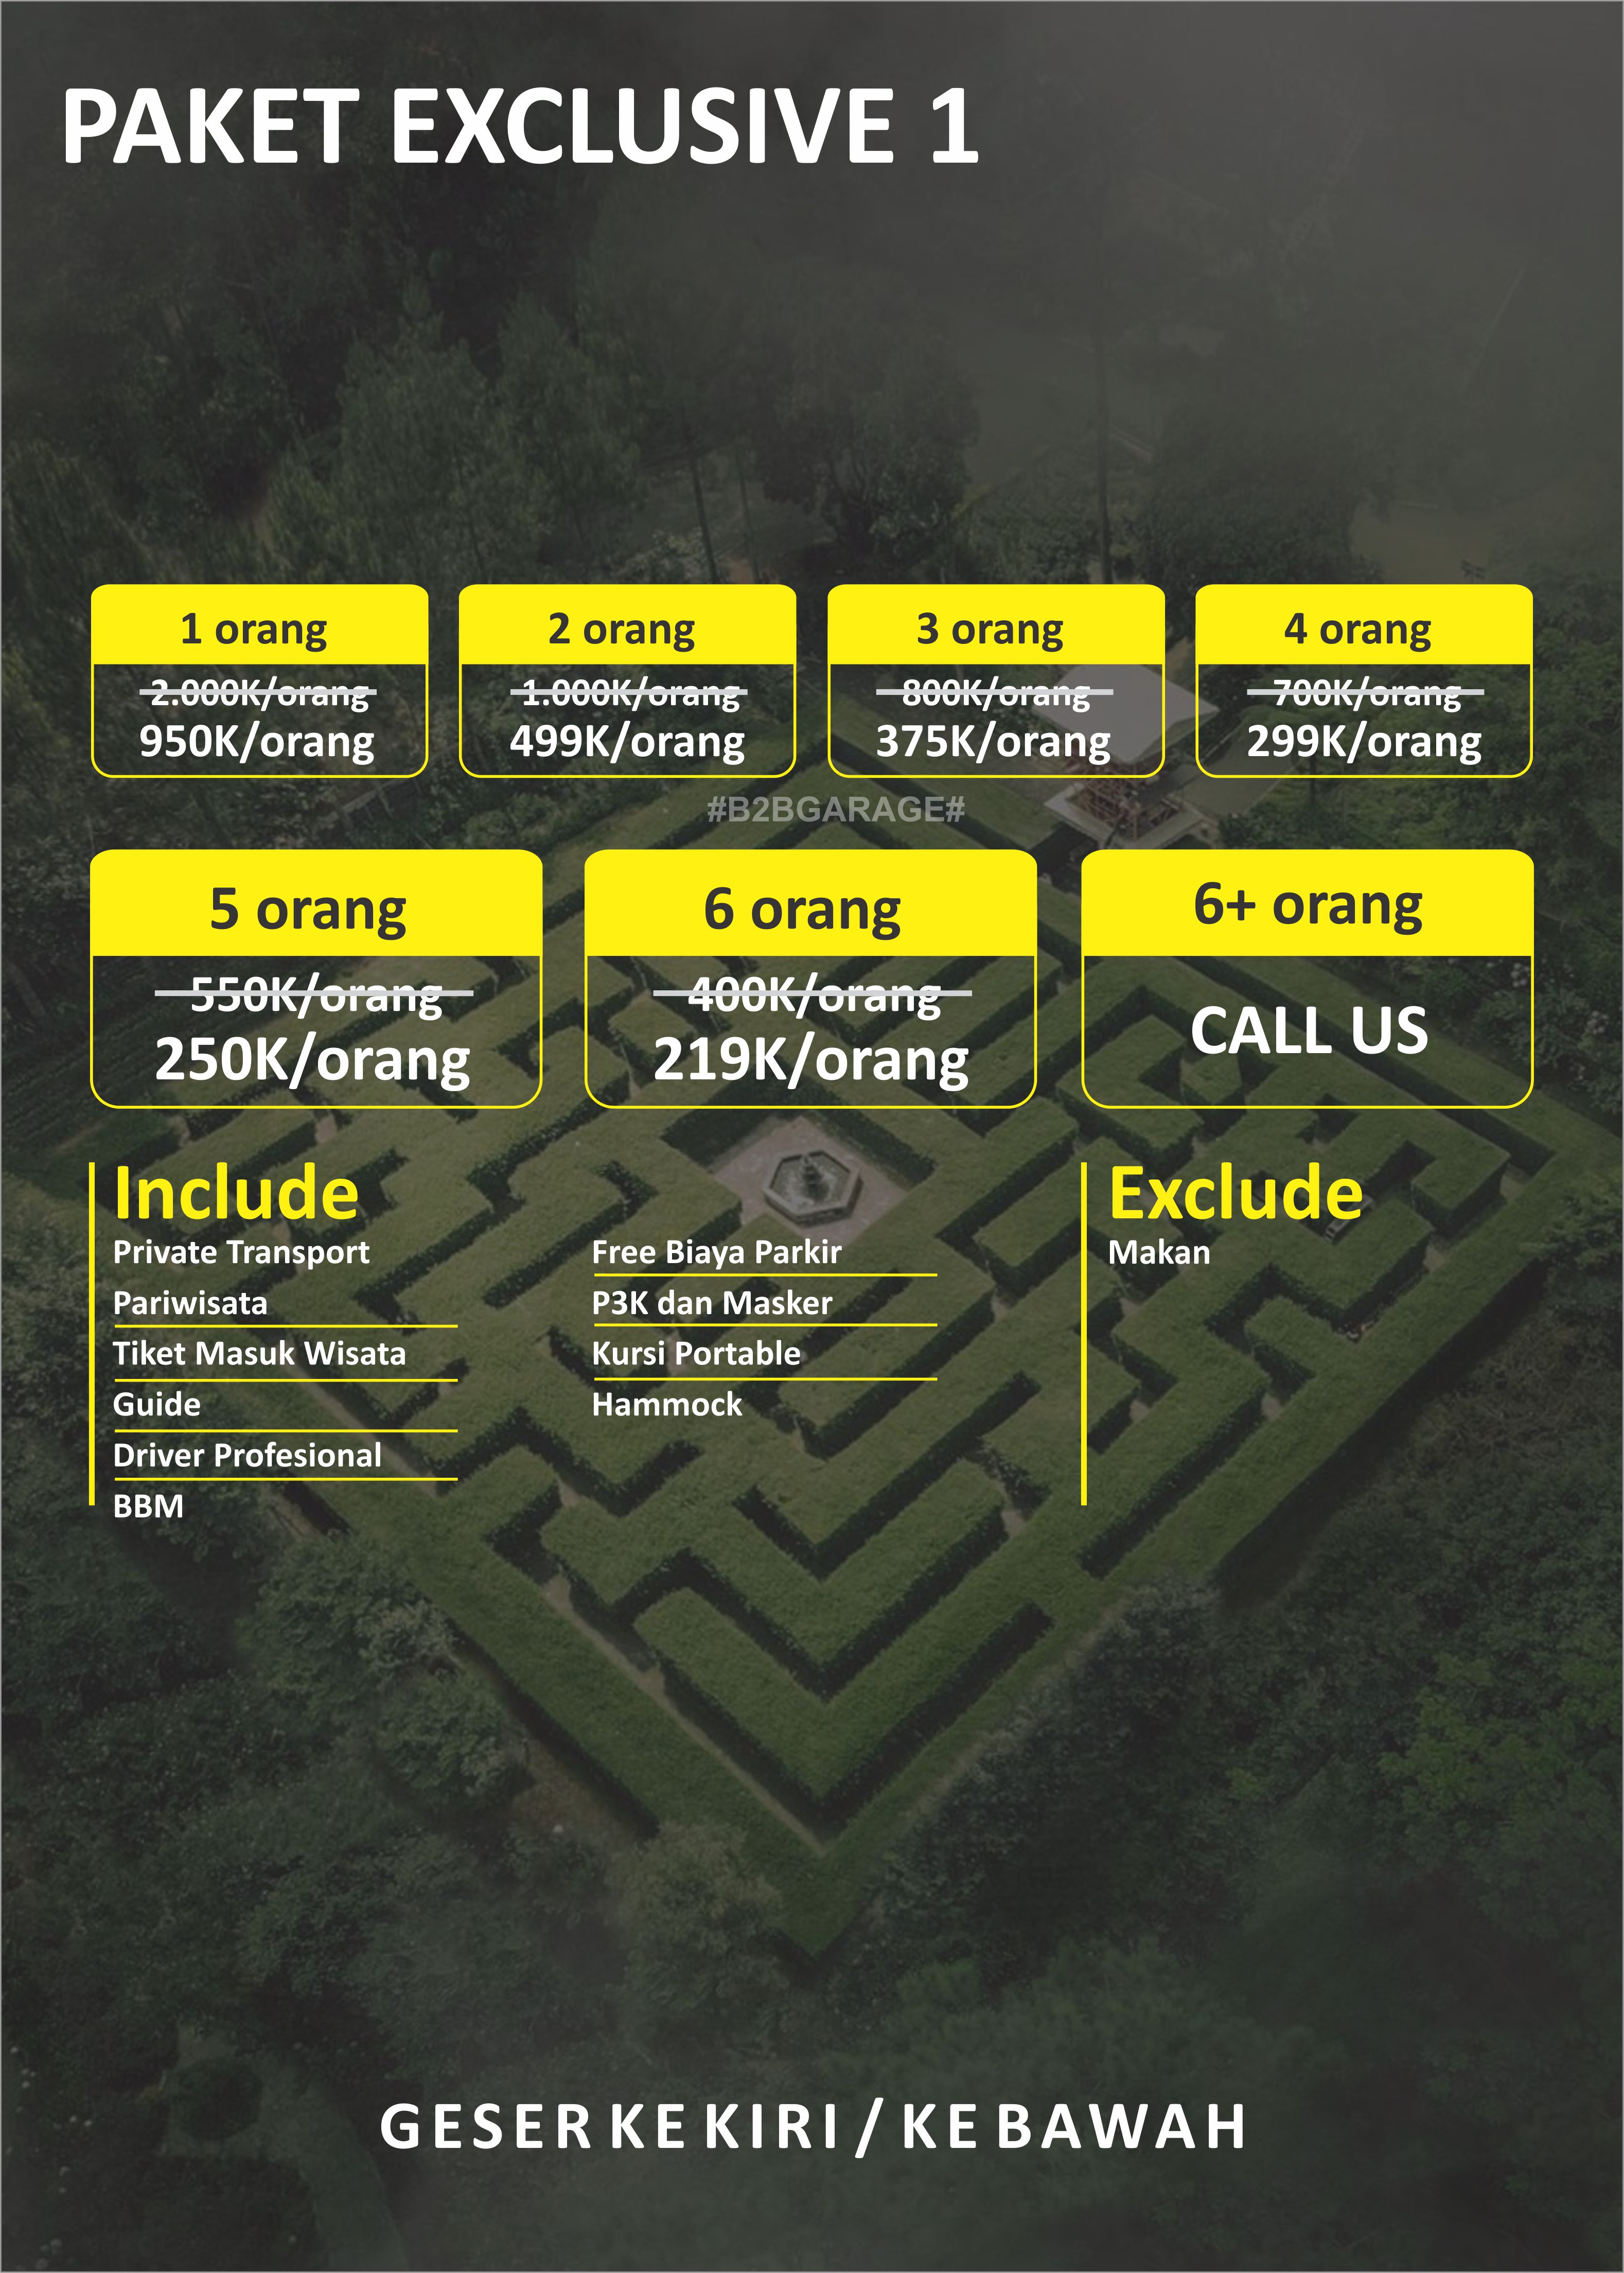 PAKET EXCLUSIVE 1
1 orang
2.000K/orang
950K/orang
2 orang
1.000K/orang
499K/orang
3 orang
800K/orang
375K/orang
4 orang
700K/orang
299K/orang
#B2BGARAGE#
5 orang
550K/orang
250K/orang
6 orang
400K/orang
219K/orang
6+ orang
CALL US
Include
Private Transport
Pariwisata
Tiket Masuk Wisata
Guide
Driver Profesional
BBM
Free Biaya Parkir
P3K dan Masker
Kursi Portable
Hammock
Exclude
Makan
GESER KE KIRI / KE BAWAH